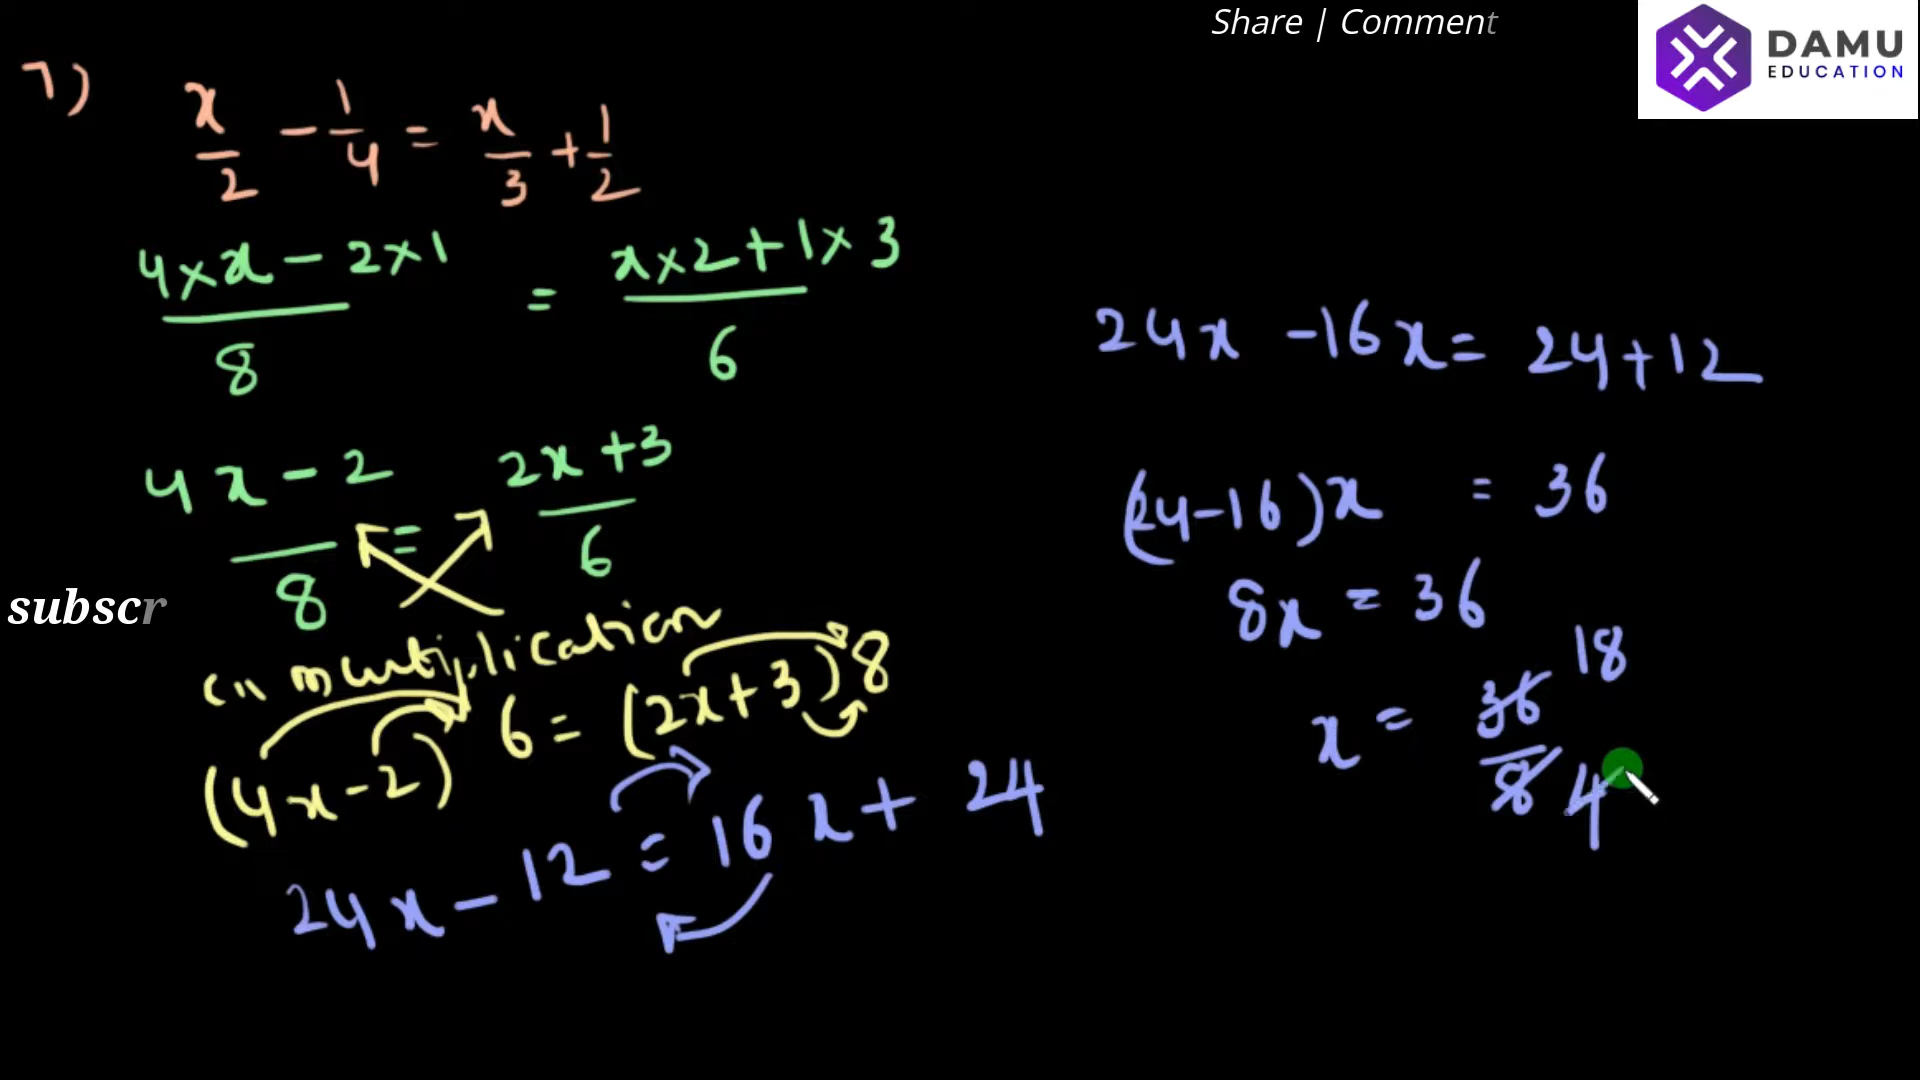 Share | Comment
DAMU
EDUCATION
7) x/2 - 1/4 = x/3 + 1/2
4×x - 2×1 / 8 = x×2 + 1×3 / 6
4x - 2 / 8 = 2x + 3 / 6
subscr
multiplication
(4x - 2) 6 = (2x + 3) 8
24x - 12 = 16x + 24
24x - 16x = 24 + 12
(24 - 16)x = 36
8x = 36
x = 36/8 18
4